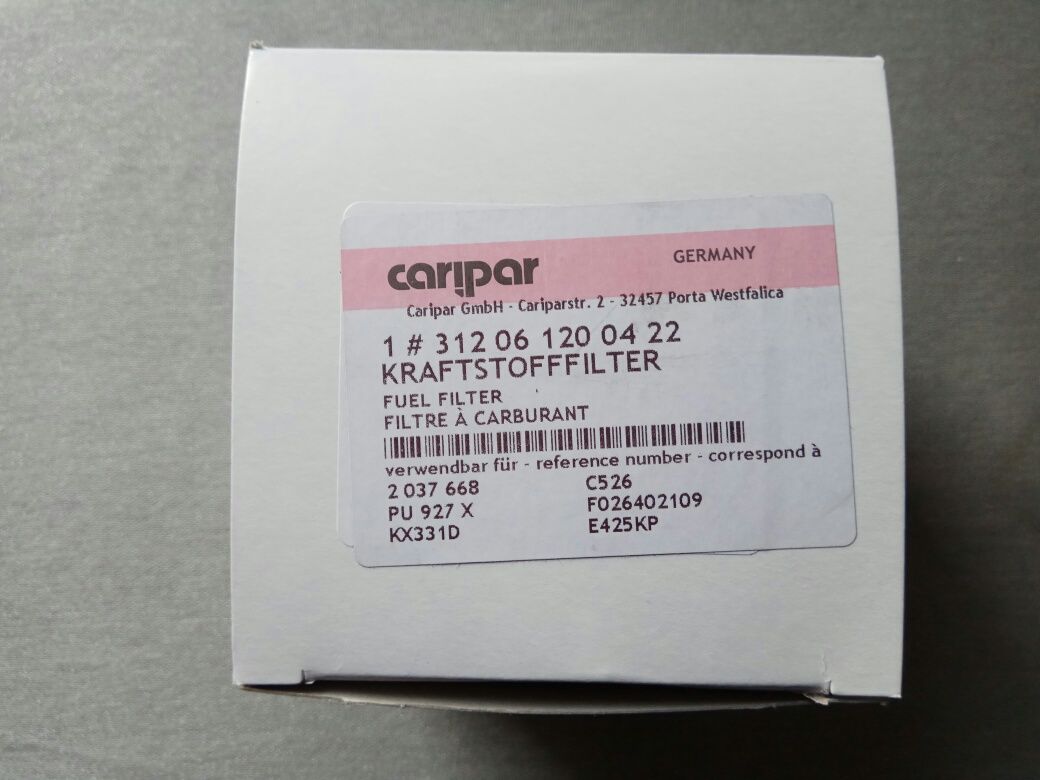 caripar
GERMANY
Caripar GmbH - Cariparstr. 2 - 32457 Porta Westfalica
1 # 312 06 120 04 22
KRAFTSTOFFFILTER
FUEL FILTER
FILTRE À CARBURANT
verwendbar für - reference number - correspond à
2 037 668 C526
PU 927 X F026402109
KX331D E425KP